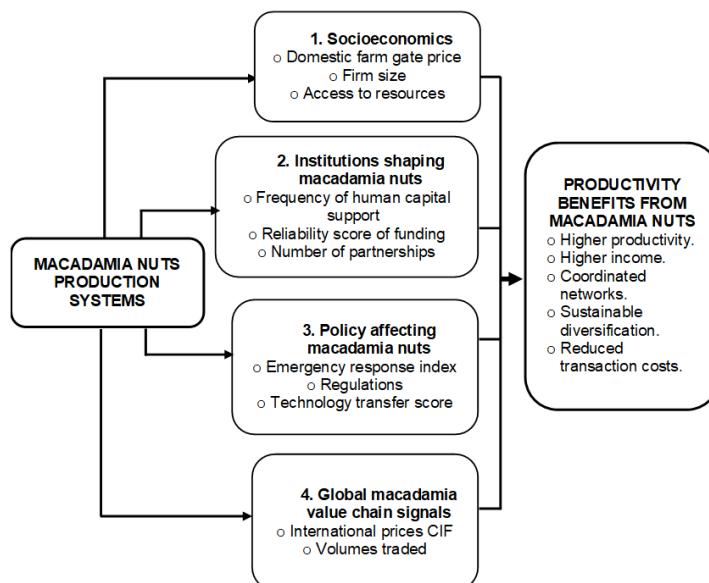 1. Socioeconomics
o Domestic farm gate price
o Firm size
o Access to resources
2. Institutions shaping
macadamia nuts
o Frequency of human capital
support
o Reliability score of funding
o Number of partnerships
MACADAMIA NUTS
PRODUCTION
SYSTEMS
3. Policy affecting
macadamia nuts
o Emergency response index
o Regulations
o Technology transfer score
4. Global macadamia
value chain signals
o International prices CIF
o Volumes traded
PRODUCTIVITY
BENEFITS FROM
MACADAMIA NUTS
o Higher productivity.
o Higher income.
o Coordinated
networks.
o Sustainable
diversification.
o Reduced
transaction costs.